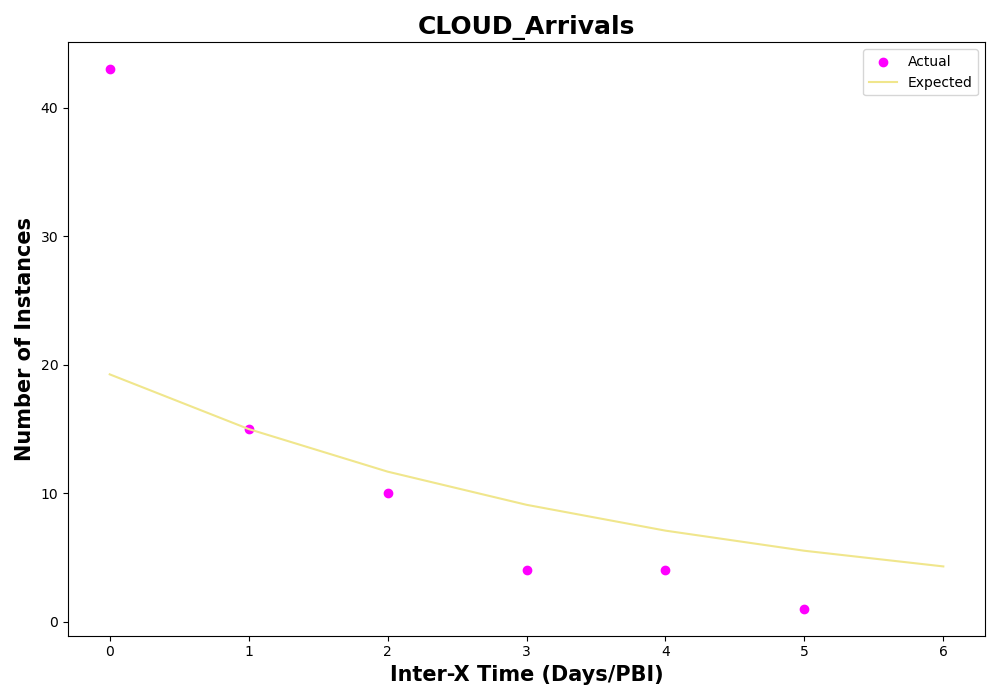 CLOUD_Arrivals
Actual
Expected
Number of Instances
40
30
20
10
0
0 1 2 3 4 5 6
Inter-X Time (Days/PBI)